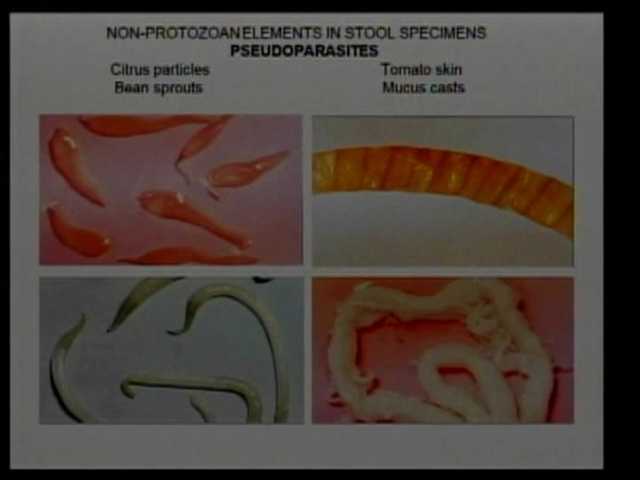 NON-PROTOZOAN ELEMENTS IN STOOL SPECIMENS
PSEUDOPARASITES
Citrus particles
Bean sprouts
Tomato skin
Mucus casts